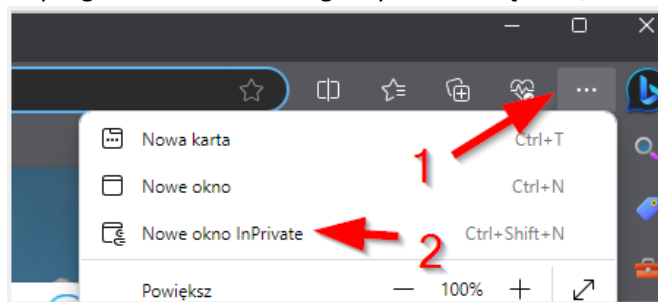 Nowa karta Ctrl+T
Nowe okno Ctrl+N
Nowe okno InPrivate Ctrl+Shift+N
Powiększ — 100% +
1
2